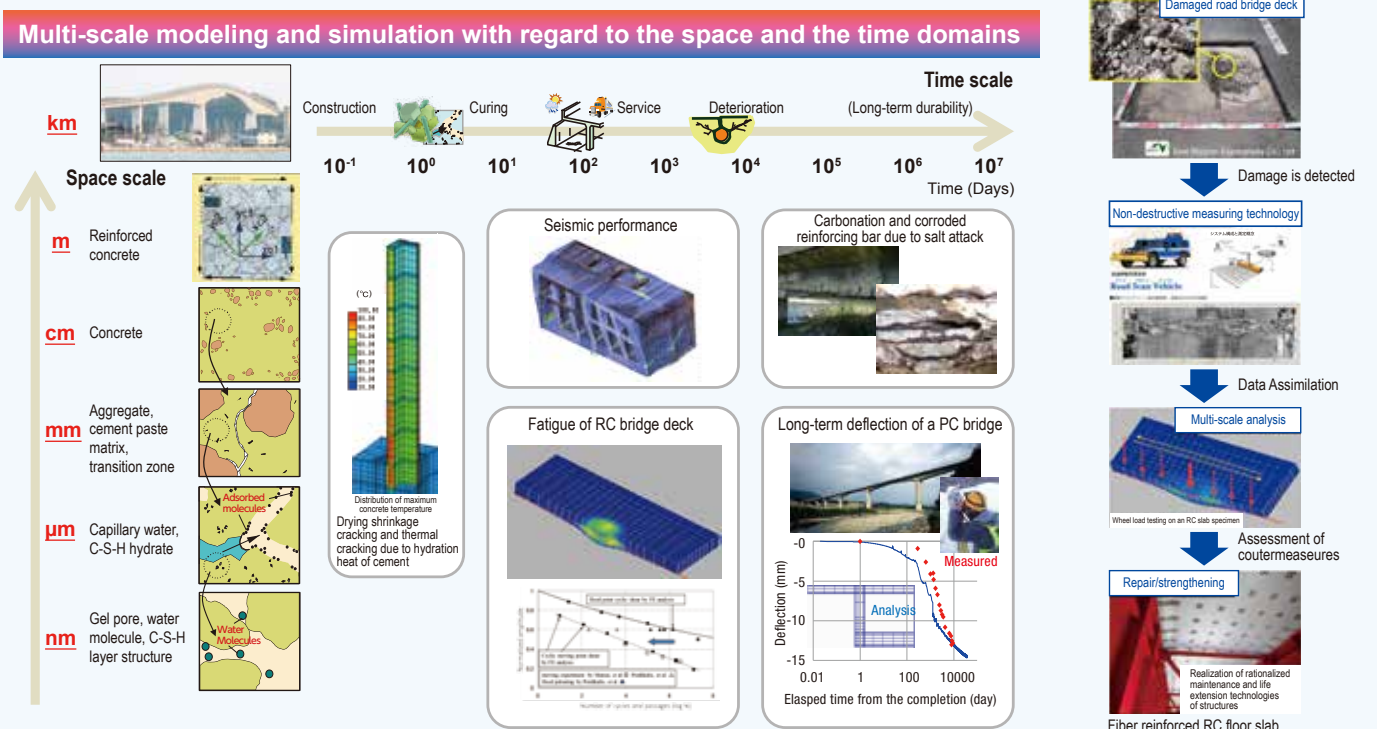 Multi-scale modeling and simulation with regard to the space and the time domains
km
Time scale
Construction
Curing
Service
Deterioration
(Long-term durability)
10-1
100
101
102
103
104
105
106
107
Time (Days)
Space scale
m
Reinforced
concrete
cm
Concrete
mm
Aggregate,
cement paste
matrix,
transition zone
µm
Capillary water,
C-S-H hydrate
Adsorbed
molecules
nm
Gel pore, water
molecule, C-S-H
layer structure
Water
Molecules
(℃)
Distribution of maximum
concrete temperature
Drying shrinkage
cracking and thermal
cracking due to hydration
heat of cement
Seismic performance
Carbonation and corroded
reinforcing bar due to salt attack
Fatigue of RC bridge deck
Long-term deflection of a PC bridge
Measured
Analysis
Deflection (mm)
-0
-5
-10
-15
0.01
1
100
10000
Elasped time from the completion (day)
Damaged road bridge deck
Damage is detected
Non-destructive measuring technology
Road Scan Vehicle
Data Assimilation
Multi-scale analysis
Wheel load testing on an RC slab specimen
Assessment of
coutermeaseures
Repair/strengthening
Realization of rationalized
maintenance and life
extension technologies
of structures
Fiber reinforced RC floor slab